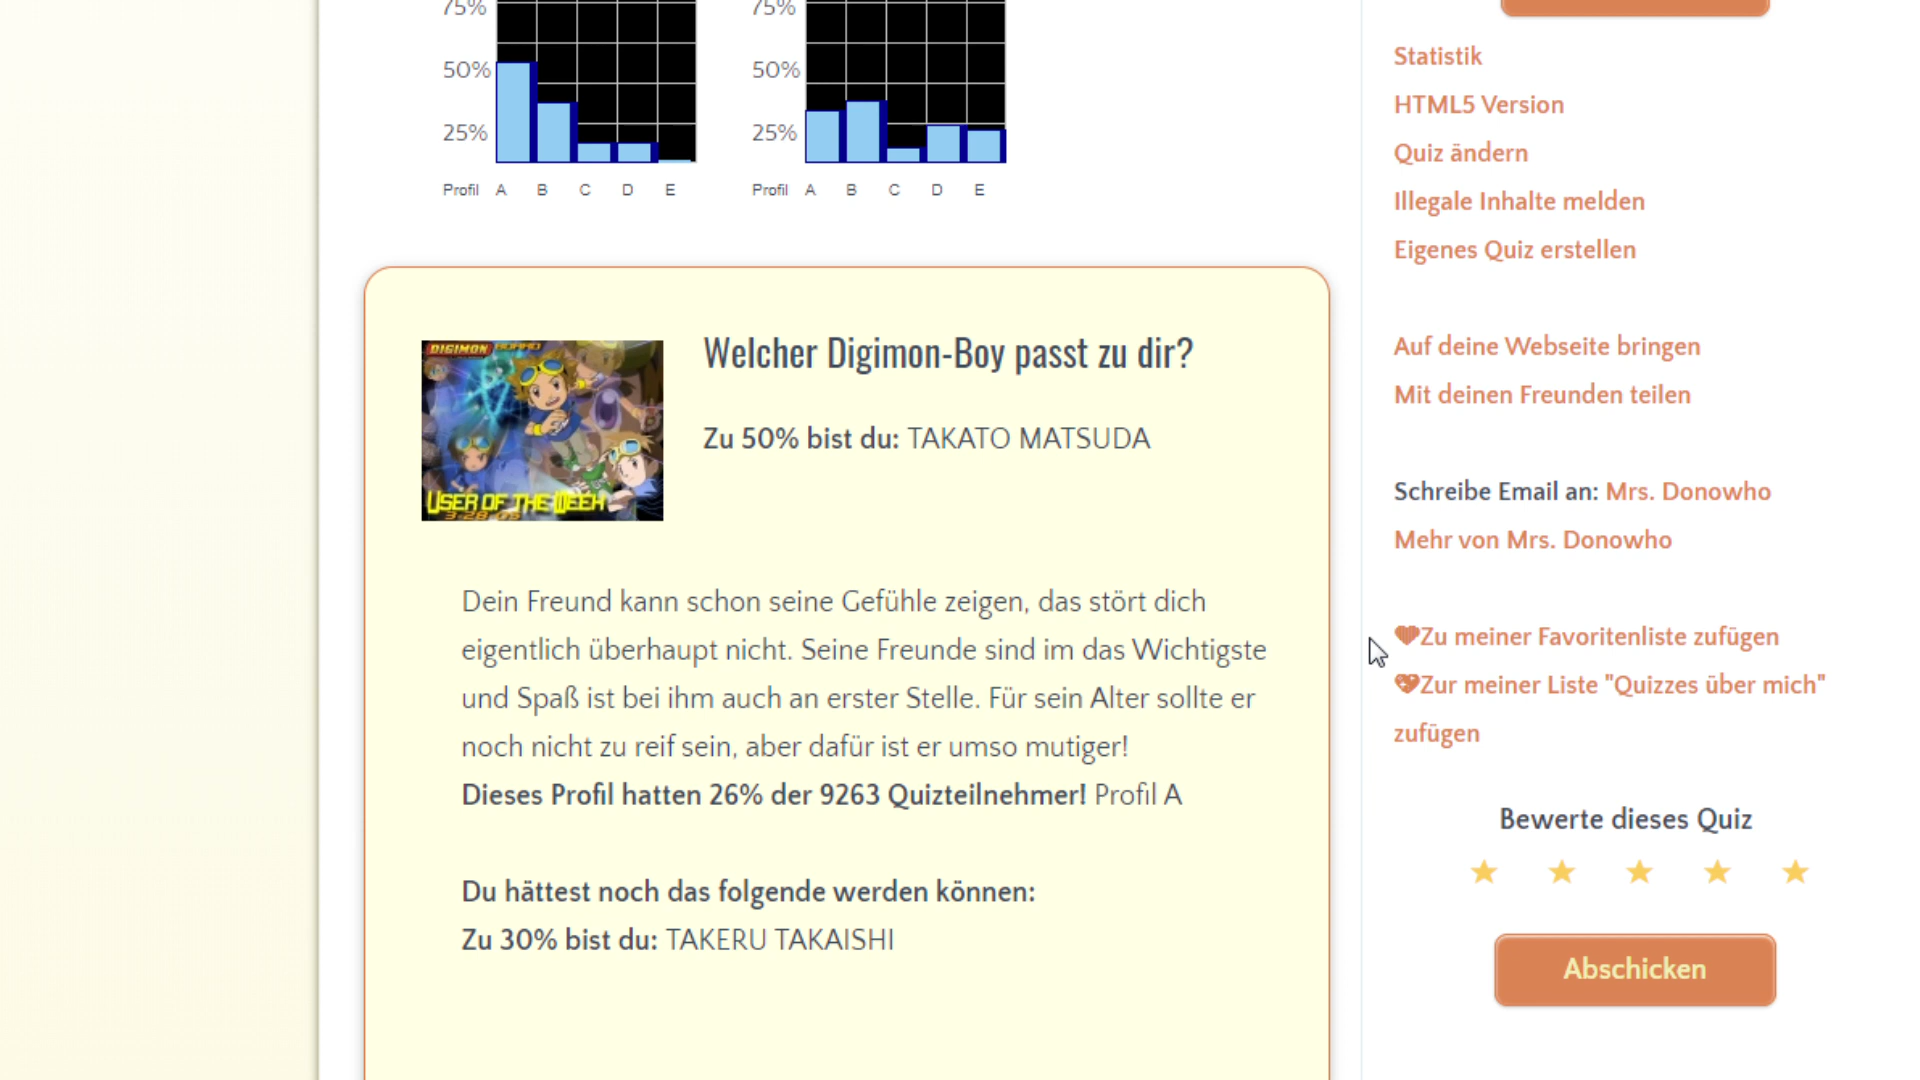 75% 75%
50% 50%
25% 25%
Profil A B C D E Profil A B C D E
DIGIMON
USER OF THE WEEK
Welcher Digimon-Boy passt zu dir?
Zu 50% bist du: TAKATO MATSUDA
Dein Freund kann schon seine Gefühle zeigen, das stört dich
eigentlich überhaupt nicht. Seine Freunde sind im das Wichtigste
und Spaß ist bei ihm auch an erster Stelle. Für sein Alter sollte er
noch nicht zu reif sein, aber dafür ist er umso mutiger!
Dieses Profil hatten 26% der 9263 Quizteilnehmer! Profil A
Du hättest noch das folgende werden können:
Zu 30% bist du: TAKERU TAKAISHI
Statistik
HTML5 Version
Quiz ändern
Illegale Inhalte melden
Eigenes Quiz erstellen
Auf deine Webseite bringen
Mit deinen Freunden teilen
Schreibe Email an: Mrs. Donowho
Mehr von Mrs. Donowho
Zu meiner Favoritenliste zufügen
Zur meiner Liste "Quizzes über mich"
zufügen
Bewerte dieses Quiz
Abschicken